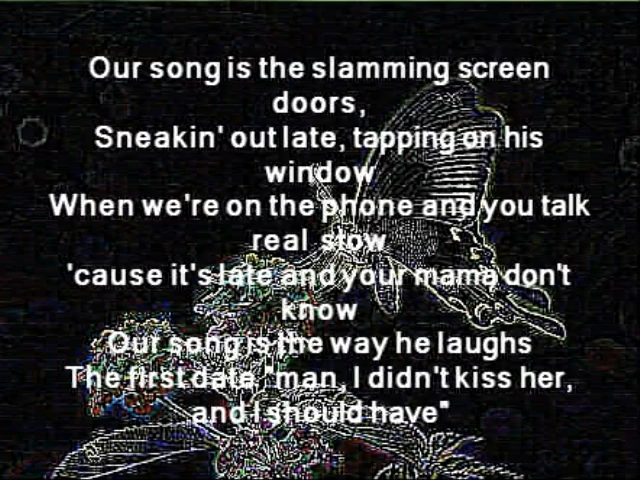 Our song is the slamming screen
doors,
Sneakin' out late, tapping on his
window
When we're on the phone and you talk
real slow
'cause it's late and your mama don't
know
Our song is the way he laughs
The first date "man, I didn't kiss her,
and I should have"